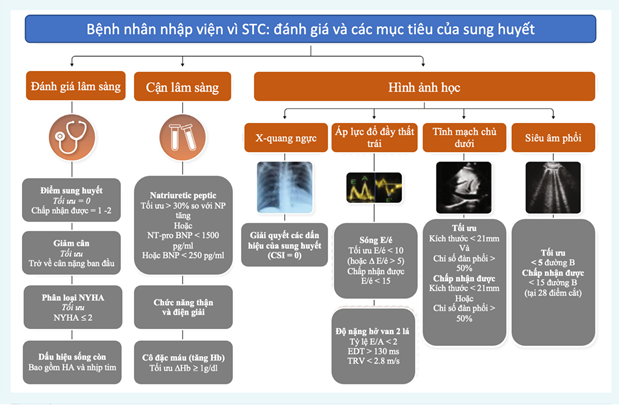 Bệnh nhân nhập viện vì STC: đánh giá và các mục tiêu của sung huyết
Đánh giá lâm sàng
Điểm sung huyết
Tối ưu = 0
Chấp nhận được = 1 -2
Giảm cân
Tối ưu
Trở về cân nặng ban đầu
Phân loại NYHA
Tối ưu
NYHA ≤ 2
Dấu hiệu sống còn
Bao gồm HA và nhịp tim
Cận lâm sàng
Natriuretic peptic
Tối ưu > 30% so với NP
tăng
Hoặc
NT-pro BNP < 1500
pg/ml
Hoặc BNP < 250 pg/ml
Chức năng thận
và điện giải
Cô đặc máu (tăng Hb)
Tối ưu ΔHb ≥ 1g/dl
Hình ảnh học
X-quang ngực
Giải quyết các dấu
hiệu của sung huyết
(CSI = 0)
Áp lực đổ đầy thất
trái
Sóng E/é
Tối ưu E/é < 10
(hoặc Δ E/é > 5)
Chấp nhận được
E/é < 15
Độ nặng hở van 2 lá
Tỷ lệ E/A < 2
EDT > 130 ms
TRV < 2.8 m/s
Tĩnh mạch chủ
dưới
Tối ưu
Kích thước < 21mm
Và
Chỉ số đàn phổi >
50%
Chấp nhận được
Kích thước < 21mm
Hoặc
Chỉ số đàn phổi >
50%
Siêu âm phổi
Tối ưu
< 5 đường B
Chấp nhận được
< 15 đường B
(tại 28 điểm cắt)